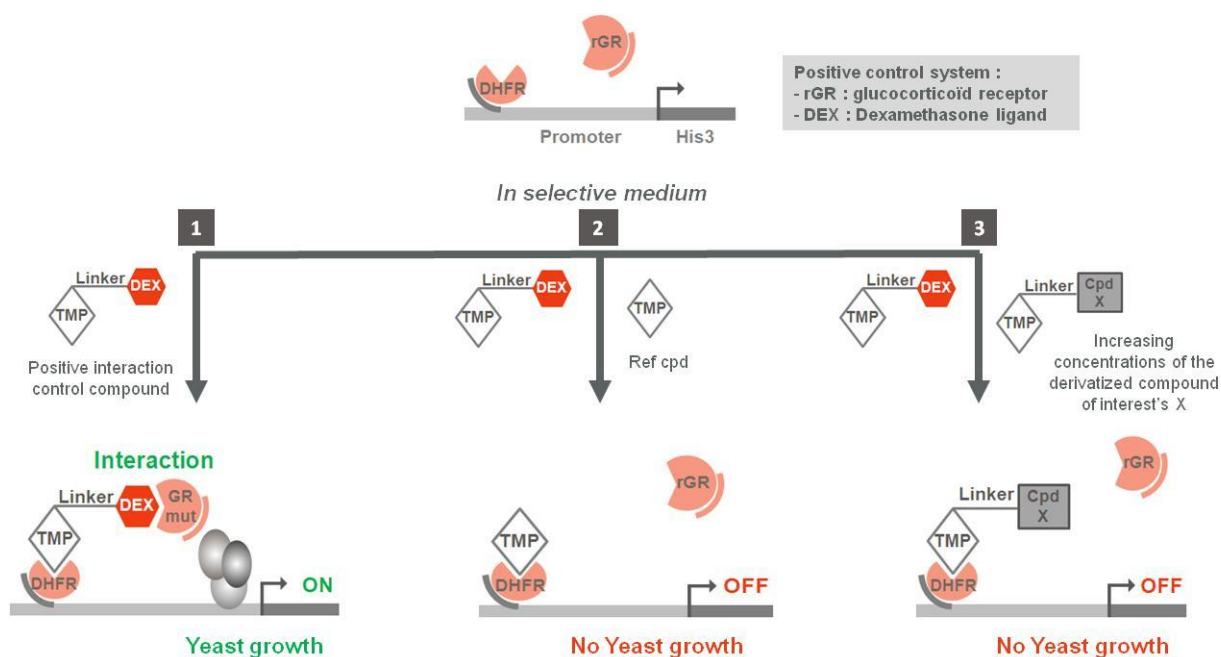 rGR
DHFR
Promoter
His3
Positive control system :
- rGR : glucocorticoïd receptor
- DEX : Dexamethasone ligand
In selective medium
1
2
3
Linker
DEX
TMP
Positive interaction
control compound
Linker
DEX
TMP
TMP
Ref cpd
Linker
DEX
TMP
Linker
Cpd
X
TMP
Increasing
concentrations of the
derivatized compound
of interest's X
Interaction
Linker
DEX
GR
mut
TMP
DHFR
ON
Yeast growth
rGR
TMP
DHFR
OFF
No Yeast growth
rGR
Linker
Cpd
X
TMP
DHFR
OFF
No Yeast growth